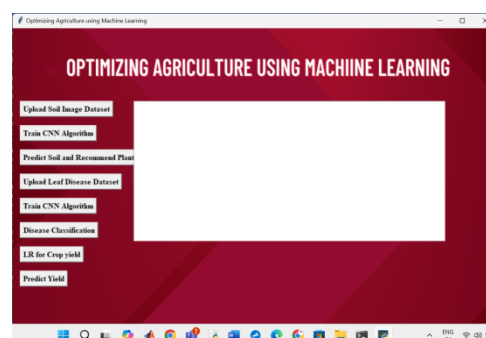 Optimizing Agriculture using Machine Learning
OPTIMIZING AGRICULTURE USING MACHIINE LEARNING
Upload Soil Image Dataset
Train CNN Algorithm
Predict Soil and Recommend Plant
Upload Leaf Disease Dataset
Train CNN Algorithm
Disease Classification
LR for Crop yield
Predict Yield
ENG